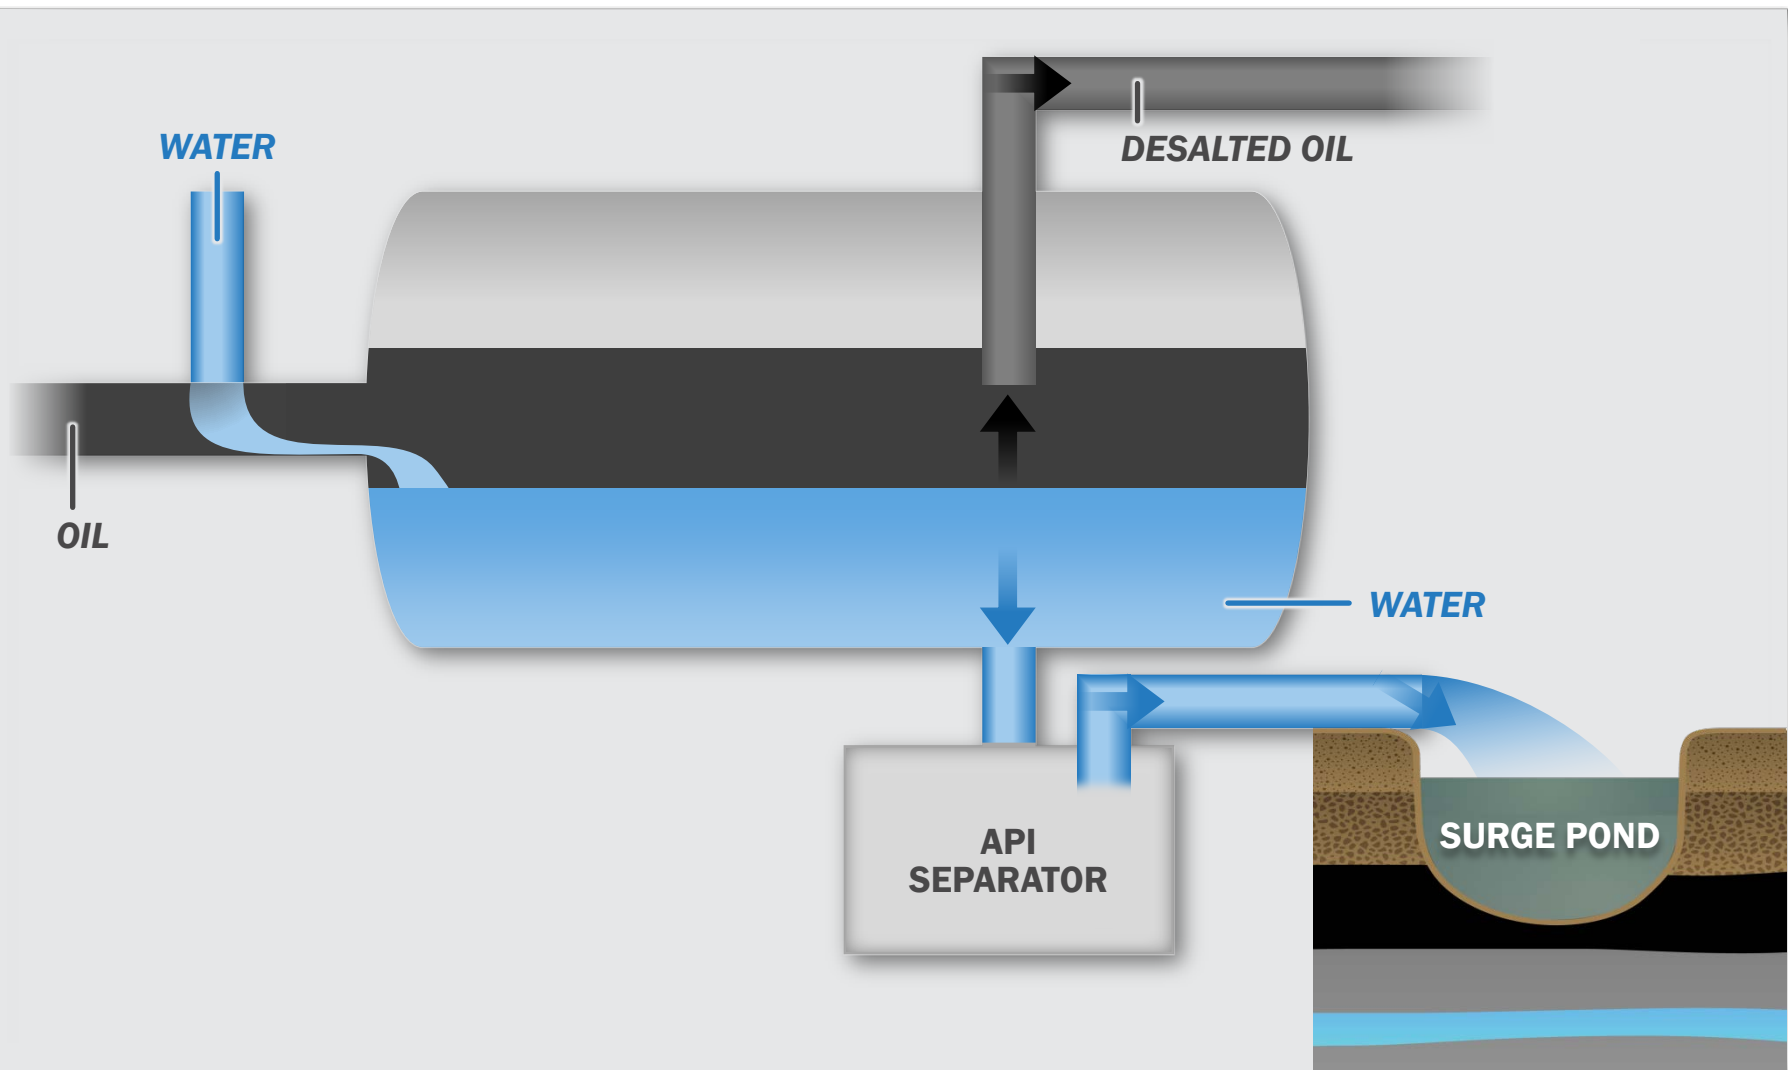 WATER
DESALTED OIL
OIL
WATER
API
SEPARATOR
SURGE POND